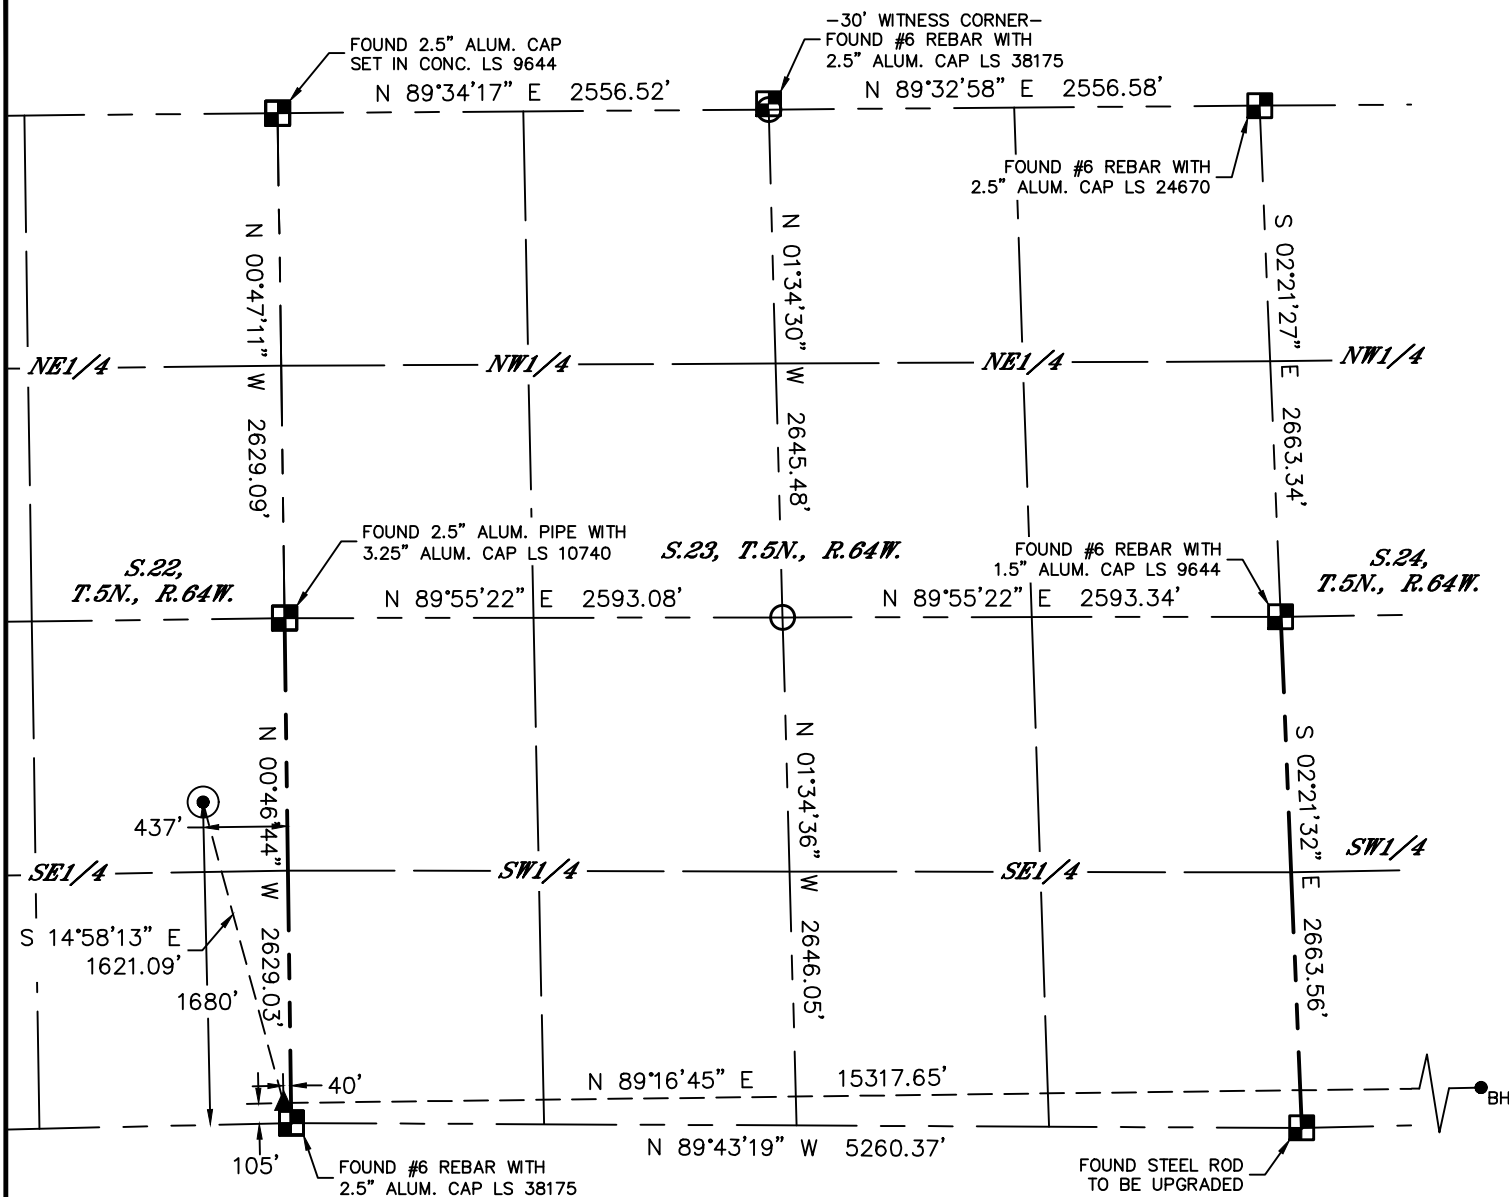 -30' WITNESS CORNER-
FOUND #6 REBAR WITH
2.5" ALUM. CAP LS 38175
FOUND 2.5" ALUM. CAP
SET IN CONC. LS 9644
N 89°34'17" E 2556.52'
N 89°32'58" E 2556.58'
FOUND #6 REBAR WITH
2.5" ALUM. CAP LS 24670
N 00°47'11" W 2629.09'
N 01°34'30" W 2645.48'
S 02°21'27" E 2663.34'
NE1/4
NW1/4
NE1/4
NW1/4
FOUND 2.5" ALUM. PIPE WITH
3.25" ALUM. CAP LS 10740
S.23, T.5N., R.64W.
FOUND #6 REBAR WITH
1.5" ALUM. CAP LS 9644
S.22,
T.5N., R.64W.
S.24,
T.5N., R.64W.
N 89°55'22" E 2593.08'
N 89°55'22" E 2593.34'
N 00°46'44" W 2629.03'
N 01°34'36" W 2646.05'
S 02°21'32" E 2663.56'
437'
SE1/4
SW1/4
SE1/4
SW1/4
S 14°58'13" E
1621.09'
1680'
40'
N 89°16'45" E 15317.65'
BH
105'
N 89°43'19" W 5260.37'
FOUND #6 REBAR WITH
2.5" ALUM. CAP LS 38175
FOUND STEEL ROD
TO BE UPGRADED